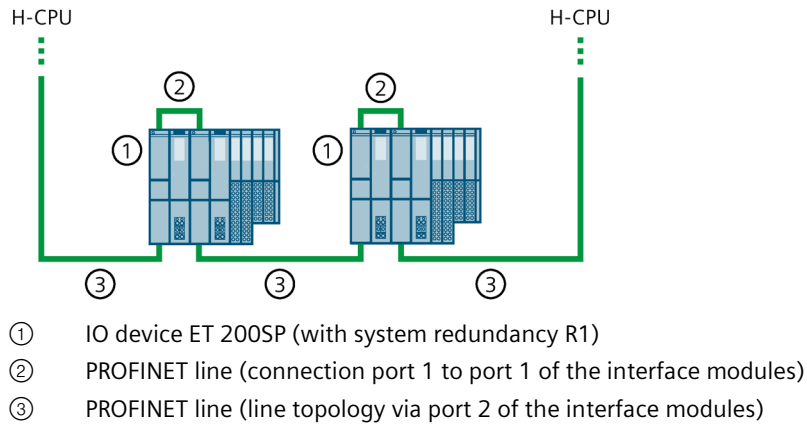 H-CPU H-CPU
② ②
① ①
③ ③ ③
① IO device ET 200SP (with system redundancy R1)
② PROFINET line (connection port 1 to port 1 of the interface modules)
③ PROFINET line (line topology via port 2 of the interface modules)